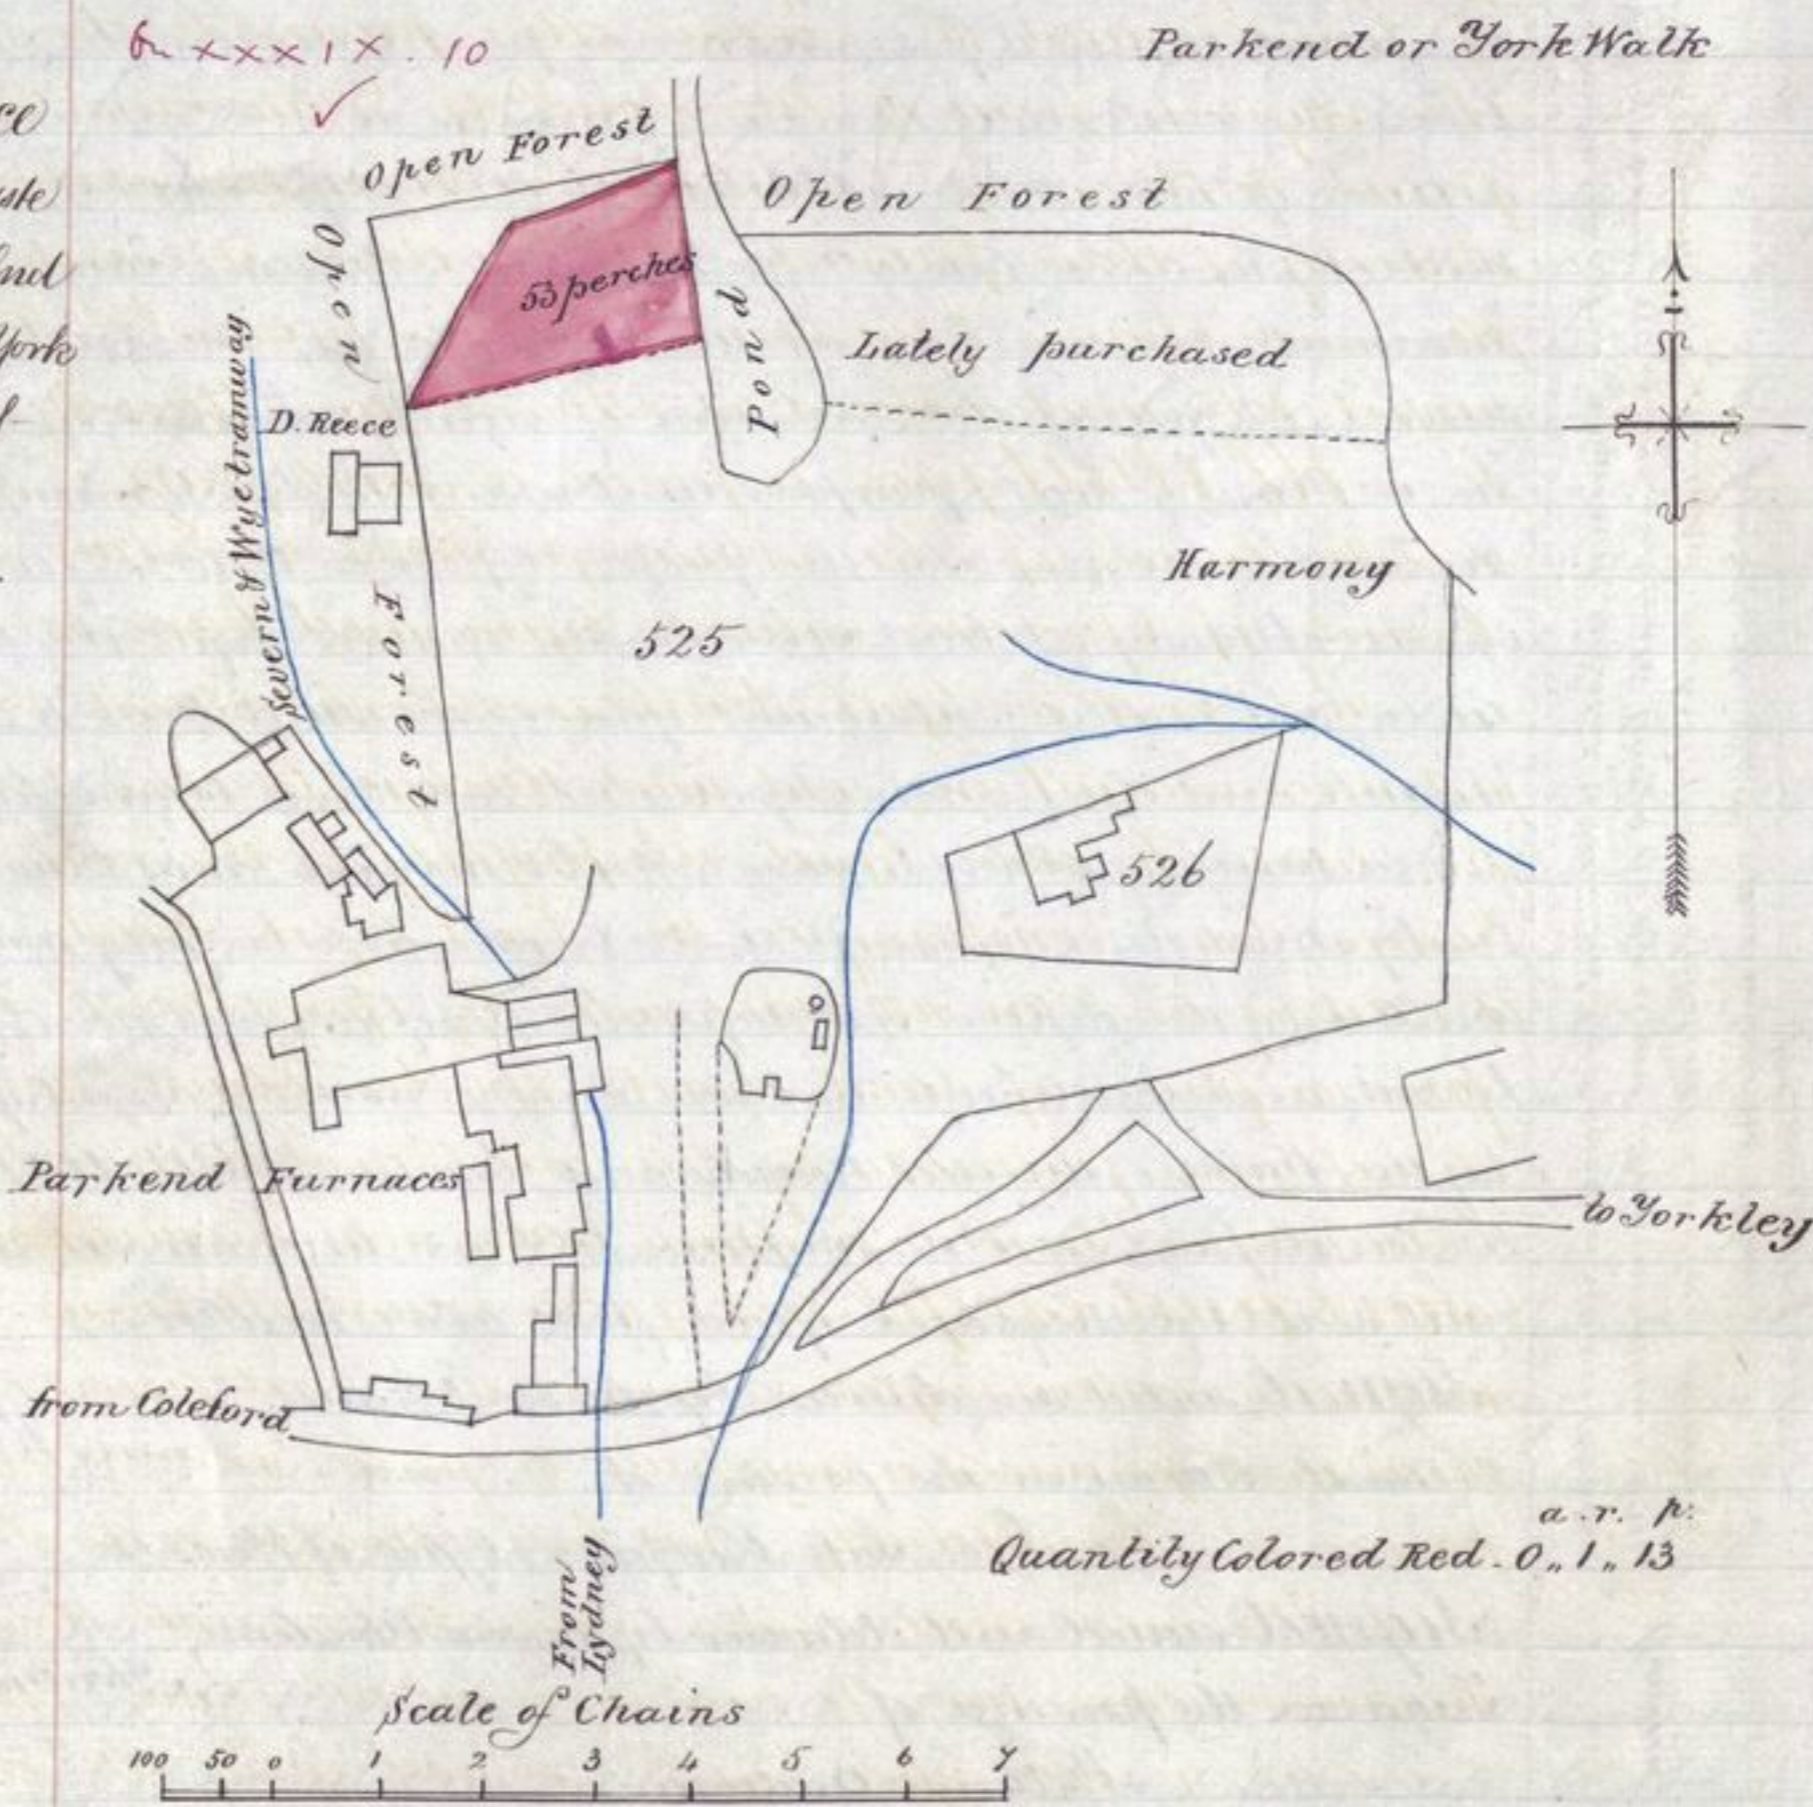 Gn xxxix. 10
Parkend or York Walk
Open Forest
Open Forest
Open
53 perches
Pond
Lately purchased
York
D. Reece
Severn & Wye tramway
Forest
Harmony
525
526
Parkend Furnaces
to Yorkley
from Coleford
a. r. p.
Quantity Colored Red. 0,, 1,, 13
From
Lydney
Scale of Chains
100 50 0 1 2 3 4 5 6 7